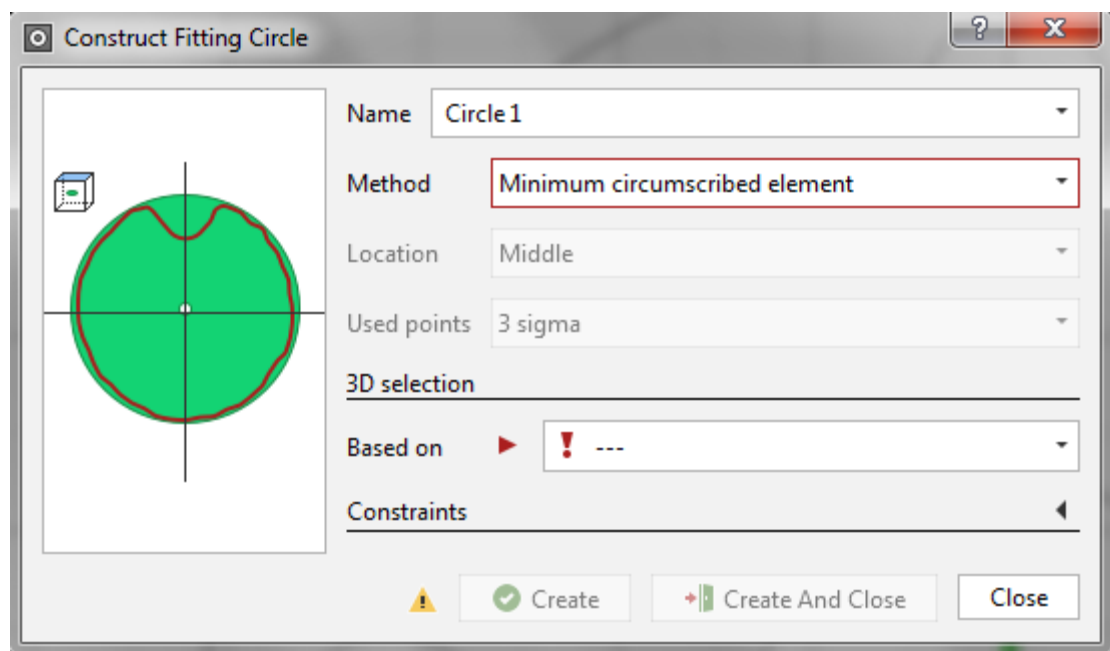 Construct Fitting Circle
Name Circle 1
Method Minimum circumscribed element
Location Middle
Used points 3 sigma
3D selection
Based on ! ---
Constraints
Create Create And Close Close